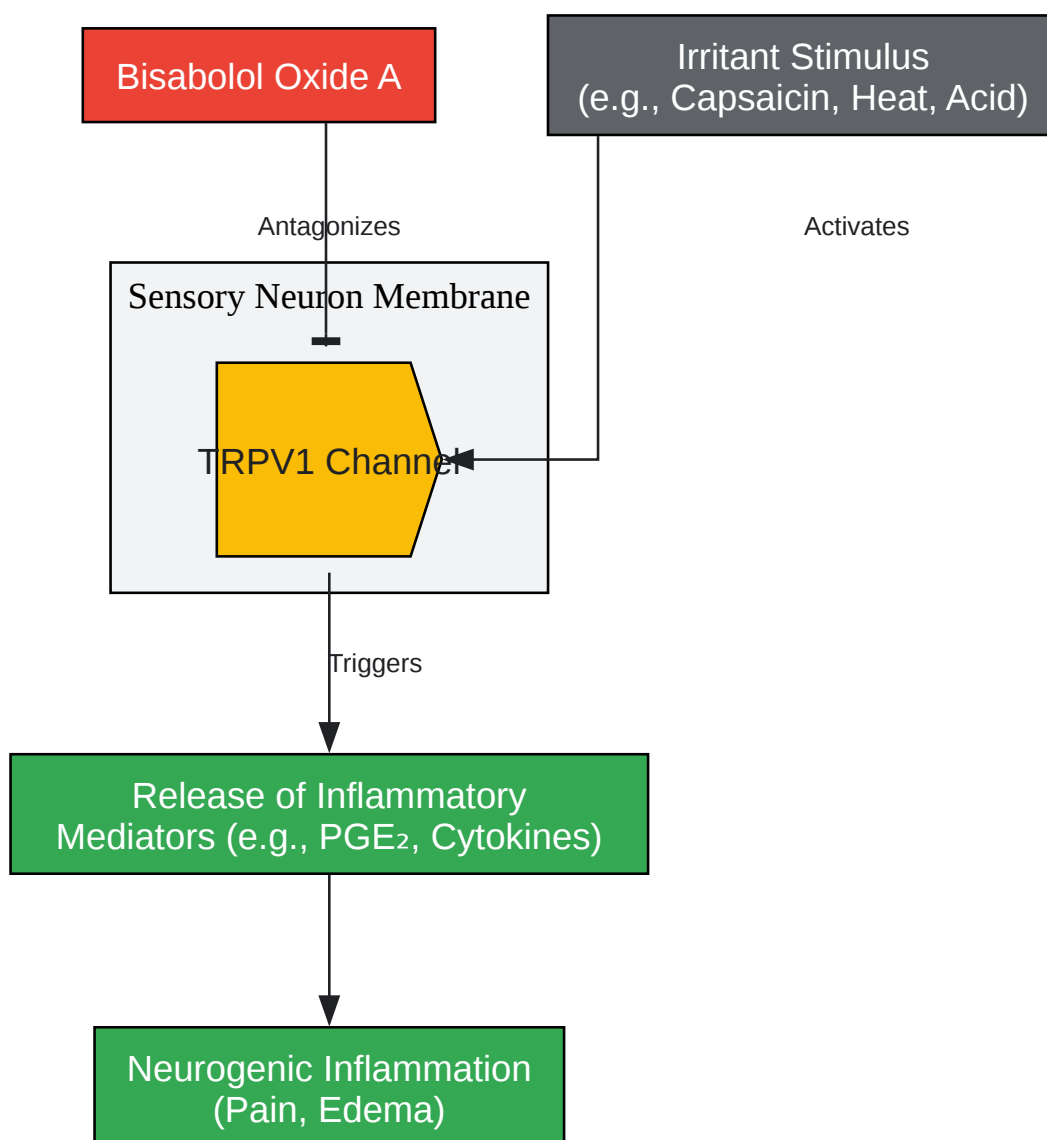 Bisabolol Oxide A
Irritant Stimulus
(e.g., Capsaicin, Heat, Acid)
Antagonizes
Activates
Sensory Neuron Membrane
TRPV1 Channel
Triggers
Release of Inflammatory
Mediators (e.g., PGE₂, Cytokines)
Neurogenic Inflammation
(Pain, Edema)